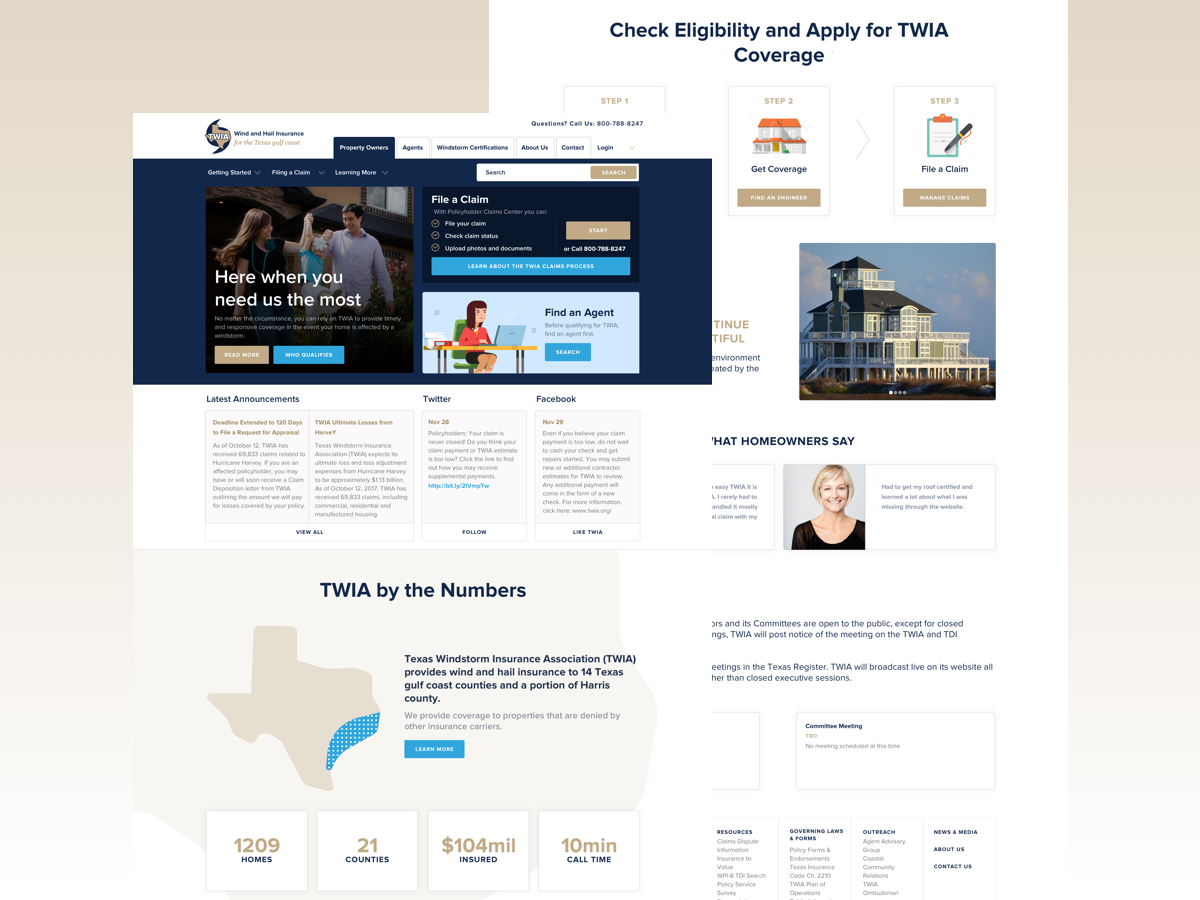 Check Eligibility and Apply for TWIA
Coverage
STEP 1
STEP 2
Get Coverage
FIND AN ENGINEER
STEP 3
File a Claim
MANAGE CLAIMS
TWIA
Wind and Hail Insurance
for the Texas gulf coast
Questions? Call Us: 800-788-8247
Property Owners
Agents
Windstorm Certifications
About Us
Contact
Login
Getting Started
Filing a Claim
Learning More
Search
SEARCH
Here when you
need us the most
No matter the circumstance, you can rely on TWIA to provide timely
and responsive coverage in the event your home is affected by a
windstorm.
READ MORE
WHO QUALIFIES
File a Claim
With Policyholder Claims Center you can:
File your claim
Check claim status
Upload photos and documents
START
or Call 800-788-8247
LEARN ABOUT THE TWIA CLAIMS PROCESS
Find an Agent
Before qualifying for TWIA,
find an agent first.
SEARCH
TINUE
TIFUL
environment
eated by the
Latest Announcements
Deadline Extended to 120 Days
to File a Request for Appraisal
As of October 12, TWIA has
received 69,833 claims related to
Hurricane Harvey. If you are an
affected policyholder, you may
have or will soon receive a Claim
Disposition letter from TWIA
outlining the amount we will pay
for losses covered by your policy.
TWIA Ultimate Losses from
HarveY
Texas Windstorm Insurance
Association (TWIA) expects its
ultimate loss and loss adjustment
expenses from Hurricane Harvey
to be approximately $1.13 billion.
As of October 12, 2017, TWIA has
received 69,833 claims, including
commercial, residential and
manufactured housing.
VIEW ALL
Twitter
Nov 28
Policyholders: Your claim is
never closed! Do you think your
claim payment or TWIA estimate
is too low? Click the link to find
out how you may receive
supplemental payments.
http://bit.ly/2lVmpTw
FOLLOW
Facebook
Nov 29
Even if you believe your claim
payment is too low, do not wait
to cash your check and get
repairs started. You may submit
new or additional contractor
estimates for TWIA to review.
Any additional payment will
come in the form of a new
check. For more information,
click here: www.twia.org/
LIKE TWIA
HAT HOMEOWNERS SAY
easy TWIA it is
. I rarely had to
andled it mostly
al claim with my
Had to get my roof certified and
learned a lot about what I was
missing through the website.
TWIA by the Numbers
Texas Windstorm Insurance Association (TWIA)
provides wind and hail insurance to 14 Texas
gulf coast counties and a portion of Harris
county.
We provide coverage to properties that are denied by
other insurance carriers.
LEARN MORE
1209
HOMES
21
COUNTIES
$104mil
INSURED
10min
CALL TIME
ors and its Committees are open to the public, except for closed
ngs, TWIA will post notice of the meeting on the TWIA and TDI
eetings in the Texas Register. TWIA will broadcast live on its website all
her than closed executive sessions.
Committee Meeting
TBD
No meeting scheduled at this time
RESOURCES
Claims Dispute
Information
Insurance to
Value
WPI-8 TDI Search
Policy Service
Survey
GOVERNING LAWS
& FORMS
Policy Forms &
Endorsements
Texas Insurance
Code Ch. 2210
TWIA Plan of
Operations
OUTREACH
Agent Advisory
Group
Coastal
Community
Relations
TWIA
Ombudsman
NEWS & MEDIA
ABOUT US
CONTACT US